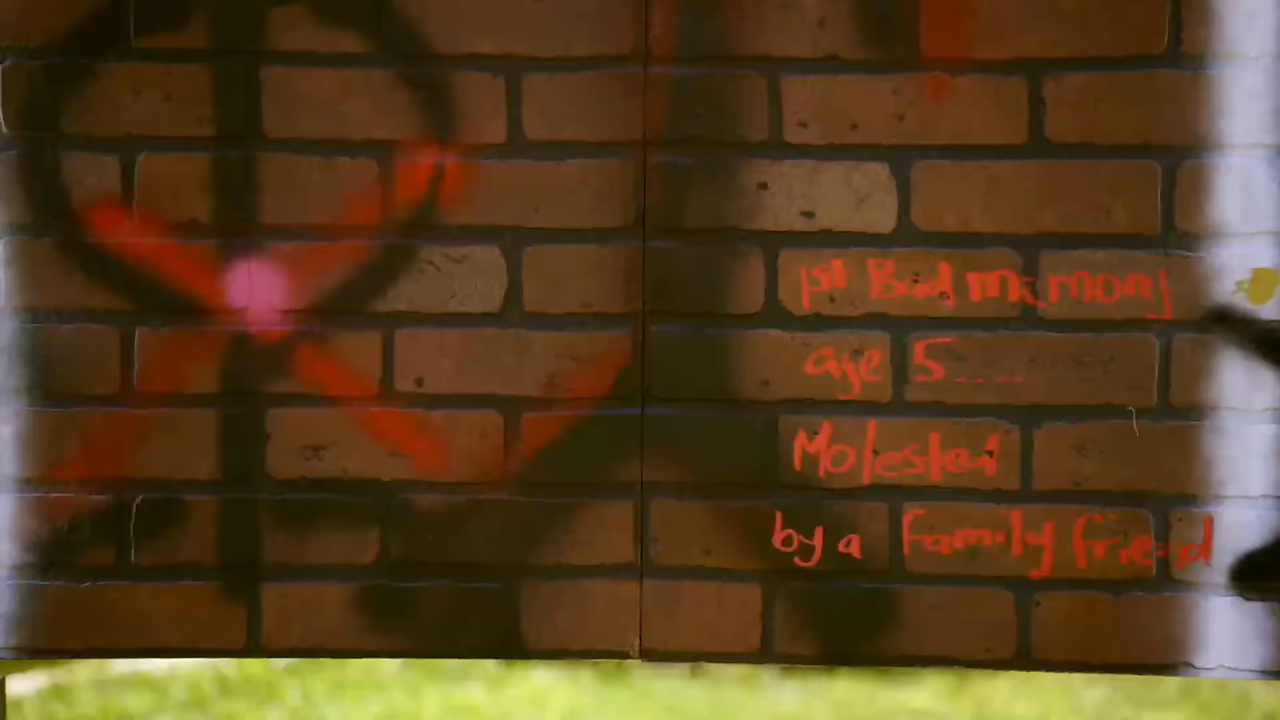 1st Bad memory
age 5.....
Molested
by a family friend